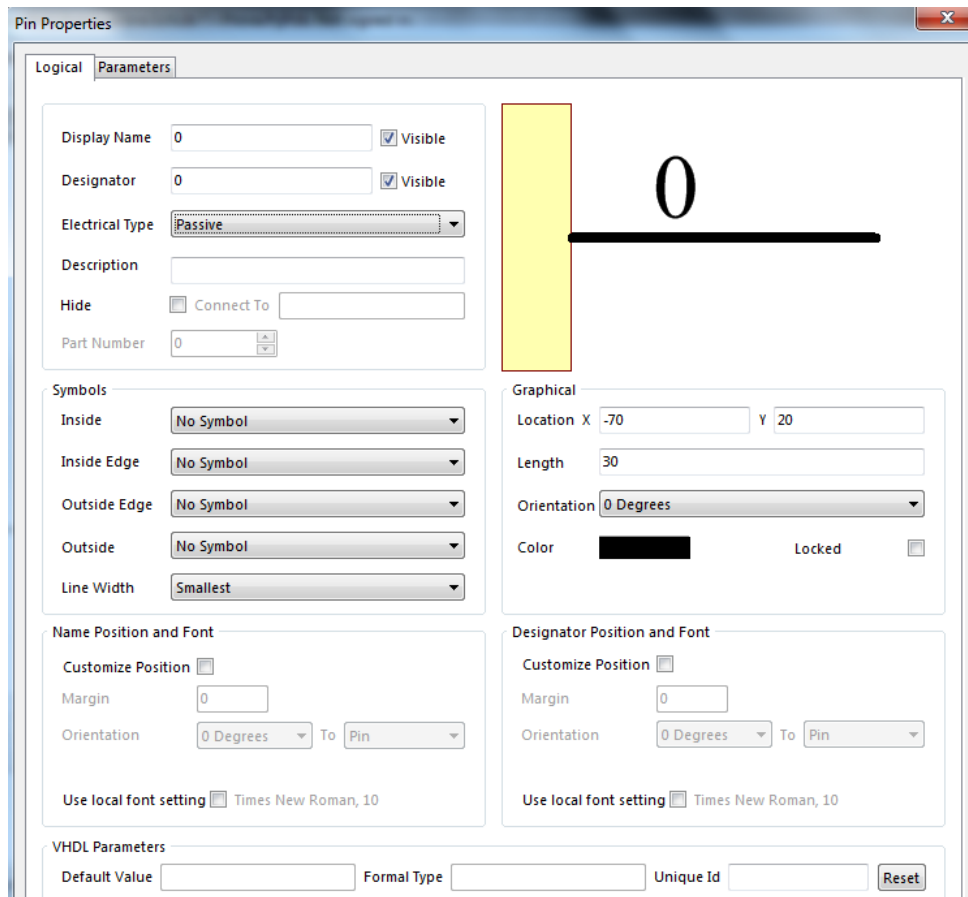 Pin Properties
Logical Parameters
Display Name 0 Visible
0
Designator 0 Visible
Electrical Type Passive
Description
Hide Connect To
Part Number 0
Symbols
Inside No Symbol
Inside Edge No Symbol
Outside Edge No Symbol
Outside No Symbol
Line Width Smallest
Graphical
Location X -70 Y 20
Length 30
Orientation 0 Degrees
Color Locked
Name Position and Font
Customize Position
Margin 0
Orientation 0 Degrees To Pin
Use local font setting Times New Roman, 10
Designator Position and Font
Customize Position
Margin 0
Orientation 0 Degrees To Pin
Use local font setting Times New Roman, 10
VHDL Parameters
Default Value Formal Type Unique Id Reset